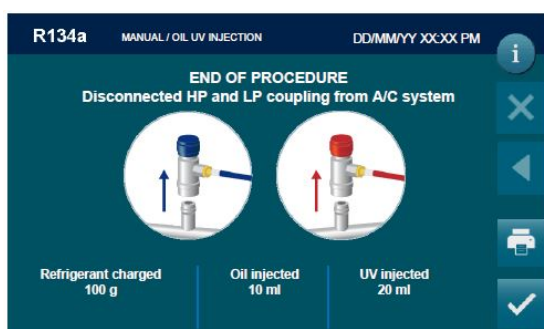 R134a MANUAL / OIL UV INJECTION DD/MM/YY XX:XX PM
i
END OF PROCEDURE
Disconnected HP and LP coupling from A/C system
Refrigerant charged Oil injected UV injected
100 g 10 ml 20 ml